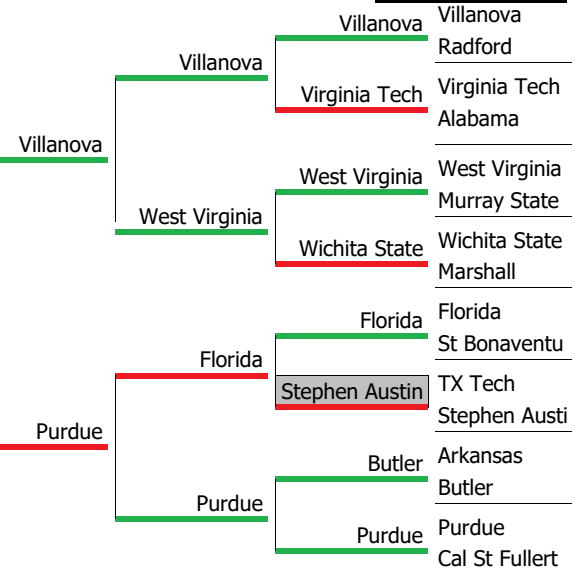 Villanova
Radford
Virginia Tech
Alabama
West Virginia
Murray State
Wichita State
Marshall
Florida
St Bonaventu
TX Tech
Stephen Austi
Arkansas
Butler
Purdue
Cal St Fullert
Villanova
Virginia Tech
West Virginia
Wichita State
Florida
Stephen Austin
Butler
Purdue
Villanova
West Virginia
Florida
Purdue
Villanova
Purdue